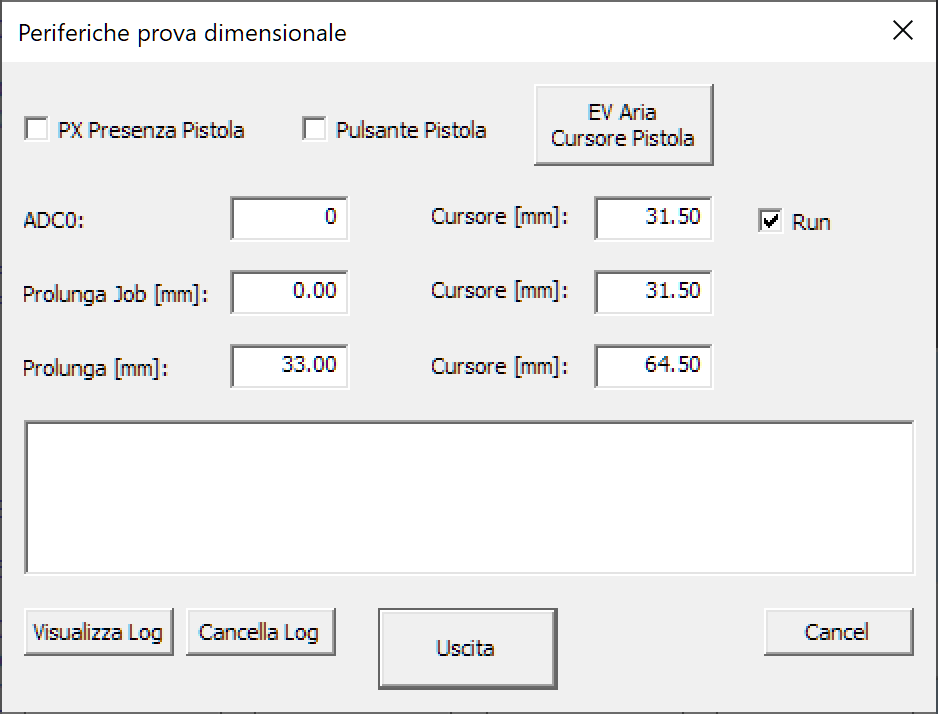 Periferiche prova dimensionale
PX Presenza Pistola
Pulsante Pistola
EV Aria
Cursore Pistola
ADC0:
0
Cursore [mm]:
31.50
Run
Prolunga Job [mm]:
0.00
Cursore [mm]:
31.50
Prolunga [mm]:
33.00
Cursore [mm]:
64.50
Visualizza Log
Cancella Log
Uscita
Cancel